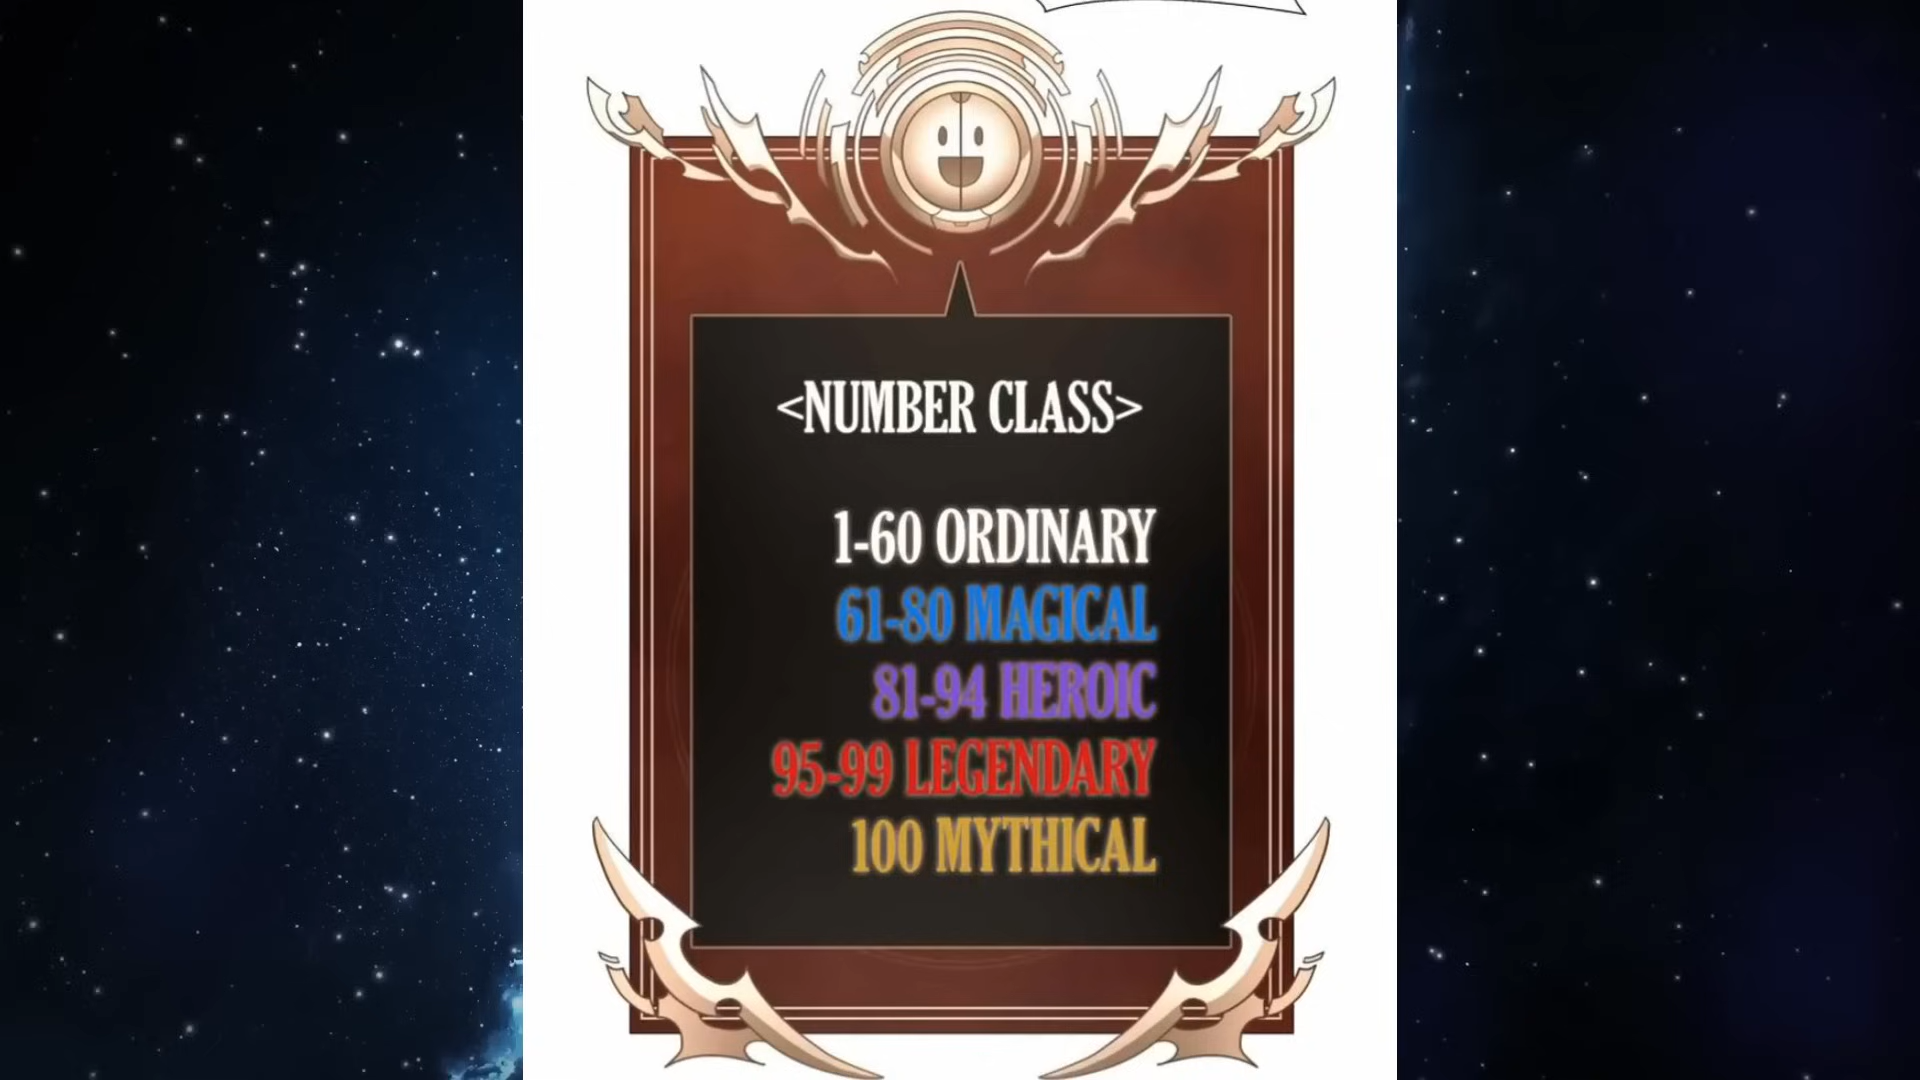 <NUMBER CLASS>
1-60 ORDINARY
61-80 MAGICAL
81-94 HEROIC
95-99 LEGENDARY
100 MYTHICAL